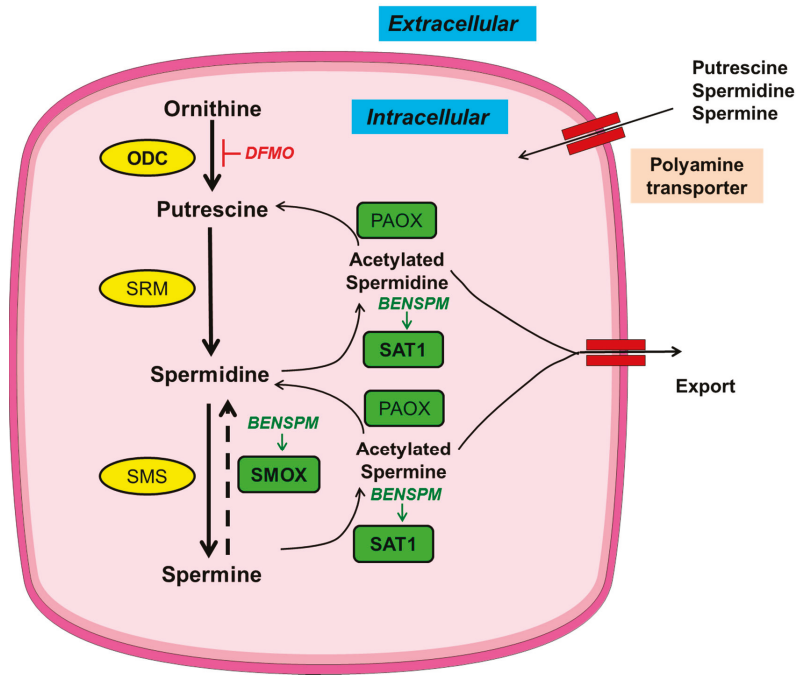 Extracellular
Putrescine
Spermidine
Spermine
Polyamine
transporter
Intracellular
Ornithine
ODC
DFMO
Putrescine
PAOX
Acetylated
Spermidine
BENSPM
SAT1
SRM
Spermidine
Export
PAOX
BENSPM
Acetylated
Spermine
SMS
SMOX
BENSPM
SAT1
Spermine